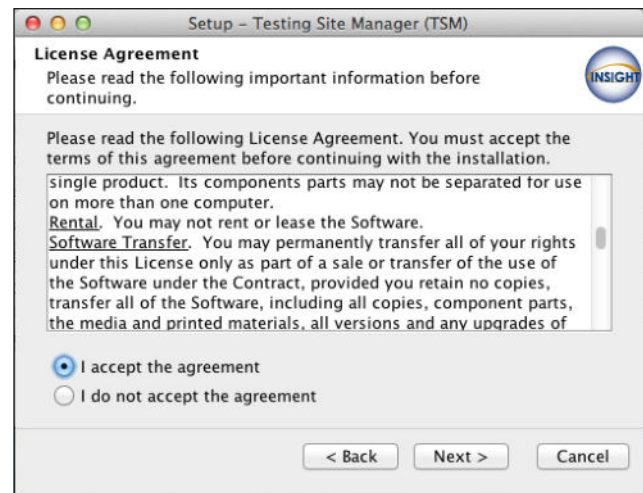 Setup – Testing Site Manager (TSM)
License Agreement
Please read the following important information before
continuing.
INSIGHT
Please read the following License Agreement. You must accept the
terms of this agreement before continuing with the installation.
single product.  Its components parts may not be separated for use
on more than one computer.
Rental.  You may not rent or lease the Software.
Software Transfer.  You may permanently transfer all of your rights
under this License only as part of a sale or transfer of the use of
the Software under the Contract, provided you retain no copies,
transfer all of the Software, including all copies, component parts,
the media and printed materials, all versions and any upgrades of
I accept the agreement
I do not accept the agreement
< Back
Next >
Cancel